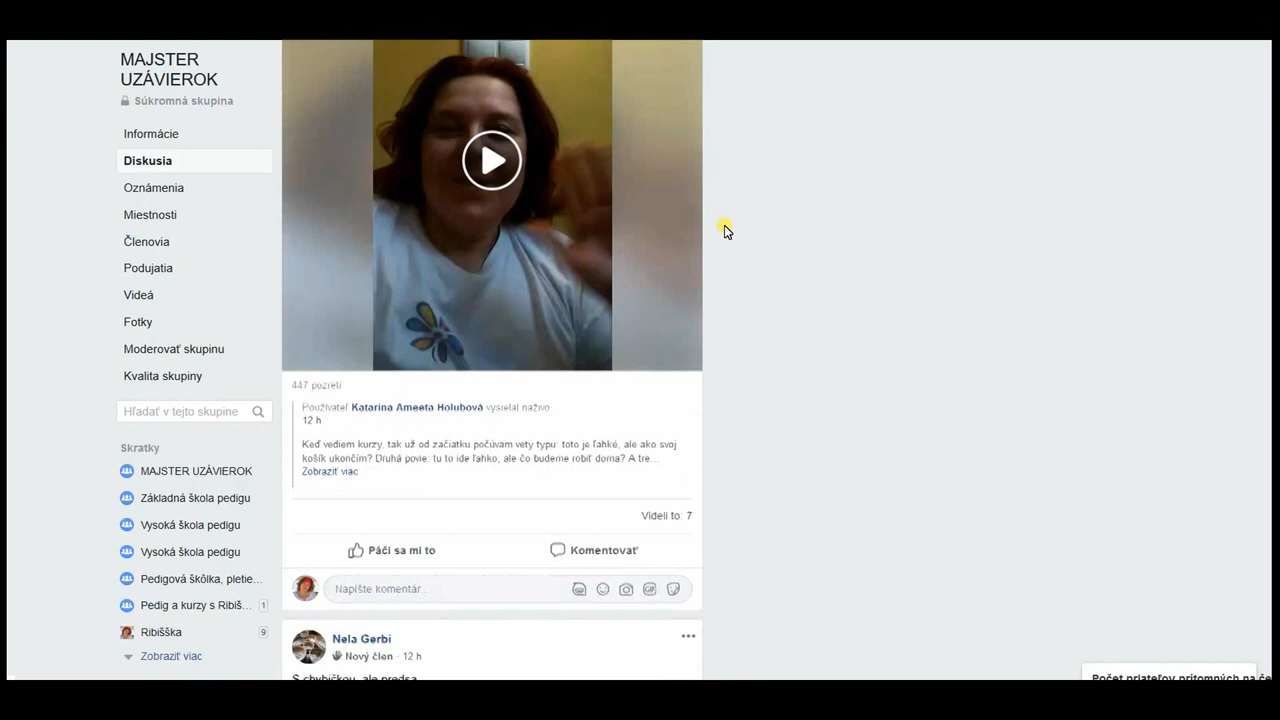 MAJSTER
UZÁVIEROK
Súkromná skupina
Informácie
Diskusia
Oznámenia
Miestnosti
Členovia
Podujatia
Videá
Fotky
Moderovať skupinu
Kvalita skupiny
Hľadať v tejto skupine
Skratky
MAJSTER UZÁVIEROK
Základná škola pedigu
Vysoká škola pedigu
Vysoká škola pedigu
Pedigová škôlka, pletie...
Pedig a kurzy s Ribiš... 1
Ribišška 9
Zobraziť viac
447 pozretí
Používateľ Katarína Ameeta Holubová vysielal naživo
12 h
Keď vediem kurzy, tak už od začiatku počúvam vety typu: toto je ľahké, ale ako svoj
košík ukončím? Druhá povie: tu to ide ľahko, ale čo budeme robiť doma? A tre...
Zobraziť viac
Videli to: 7
Páči sa mi to
Komentovať
Napíšte komentár...
GIF
Nela Gerbi
Nový člen · 12 h
S chybičkou, ale predsa
Počet priateľov prítomných na če